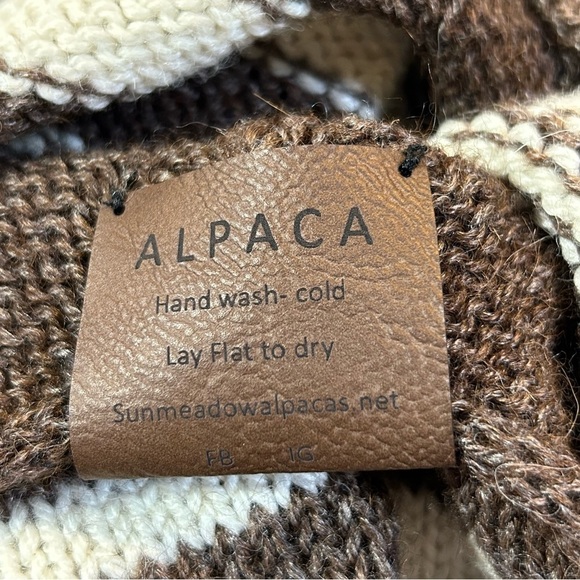 ALPACA
Hand wash- cold
Lay Flat to dry
Sunmeadowalpacas.net
FB IG